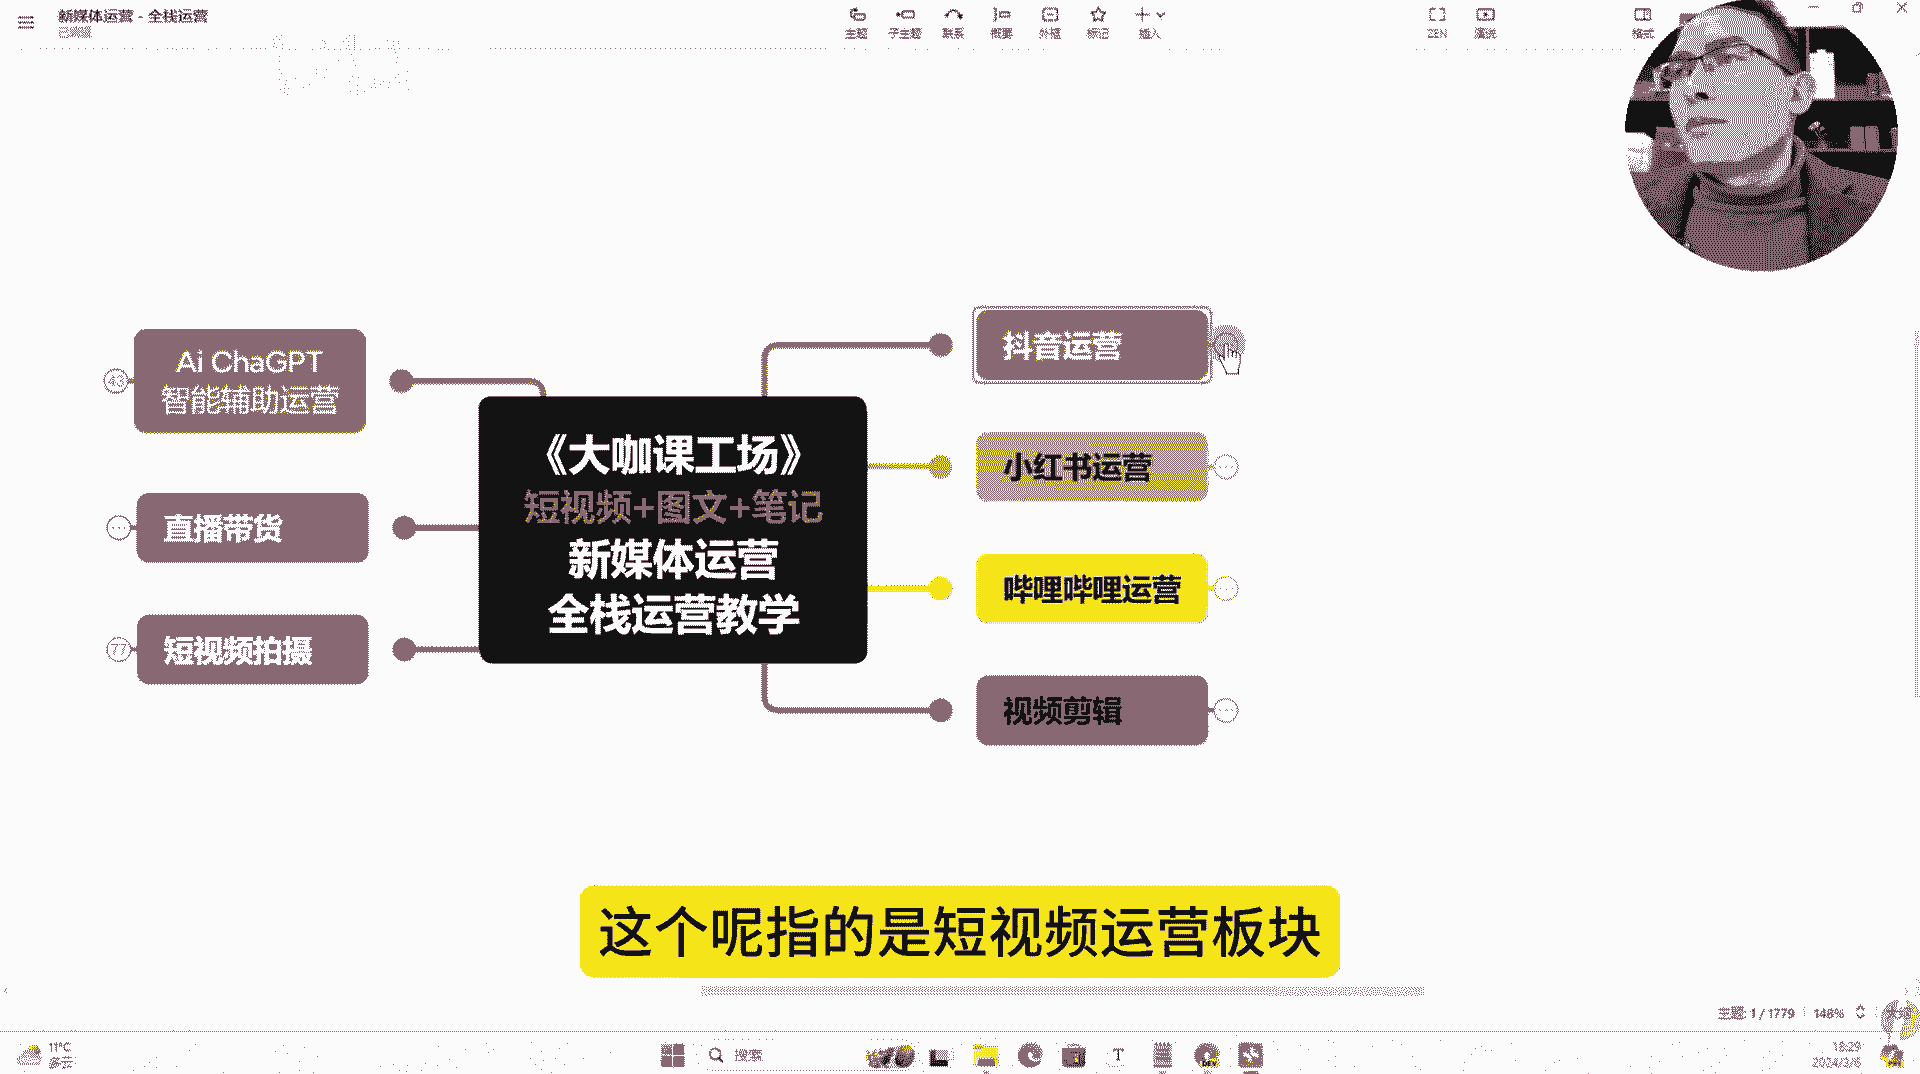 新媒体运营 - 全栈运营
已编辑
主题
子主题
联系
概要
外框
标记
插入
ZEN
演说
格式
Ai ChaGPT
智能辅助运营
43
直播带货
短视频拍摄
77
《大咖课工场》
短视频+图文+笔记
新媒体运营
全栈运营教学
抖音运营
小红书运营
哔哩哔哩运营
视频剪辑
这个呢指的是短视频运营板块
主题: 1 / 1779
148%
11°C
多云
搜索
18:29
2024/3/6